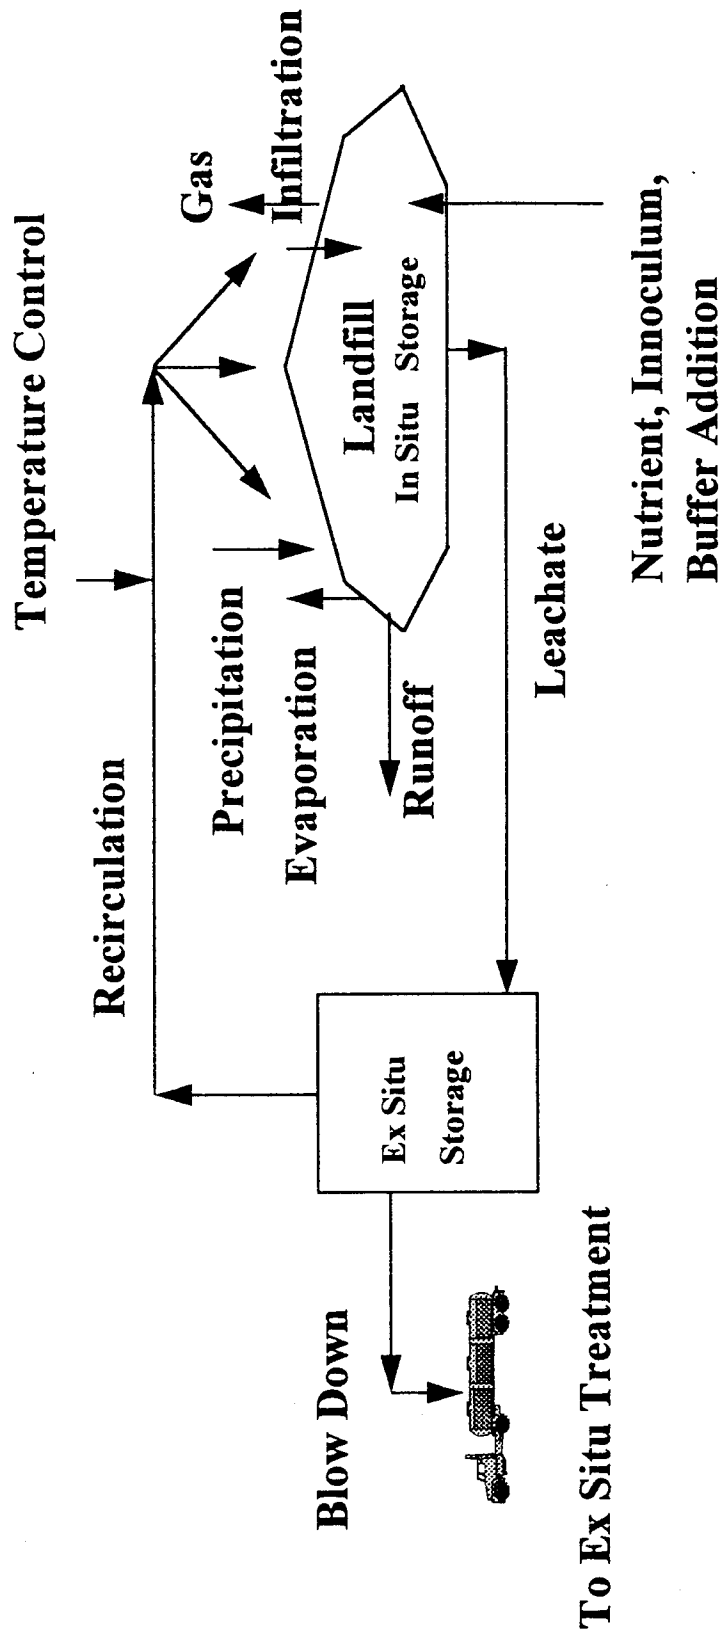 Temperature Control
Recirculation
Gas
Precipitation
Infiltration
Evaporation
Landfill
In Situ Storage
Runoff
Ex Situ
Storage
Blow Down
Leachate
To Ex Situ Treatment
Nutrient, Innoculum,
Buffer Addition